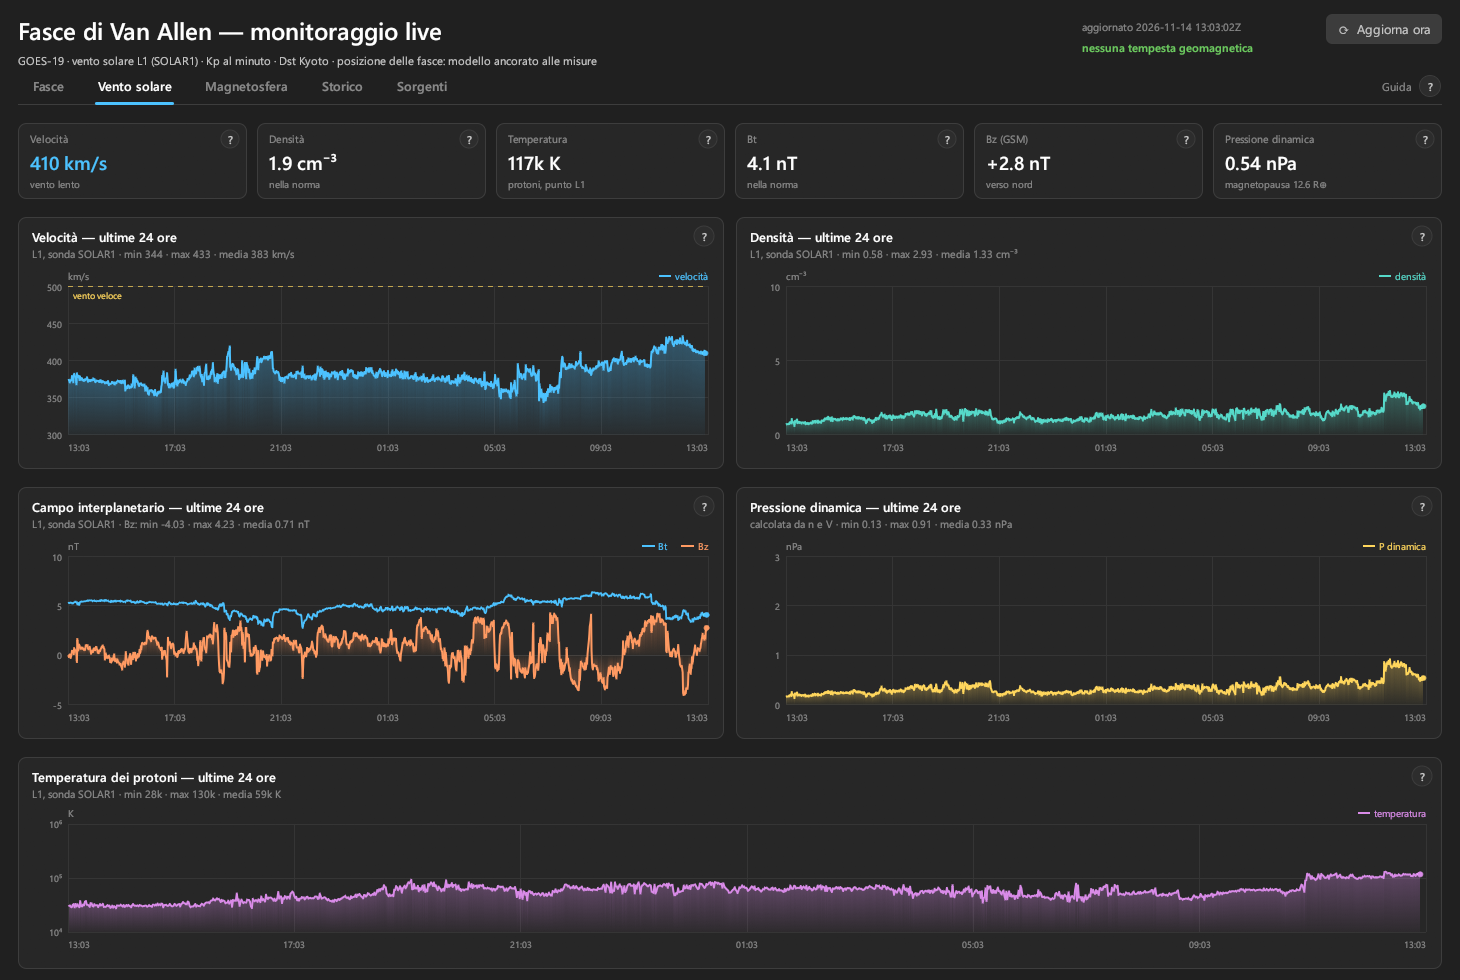 Fasce di Van Allen — monitoraggio live
GOES-19 · vento solare L1 (SOLAR1) · Kp al minuto · Dst Kyoto · posizione delle fasce: modello ancorato alle misure
aggiornato 2026-11-14 13:03:02Z
nessuna tempesta geomagnetica
⟳ Aggiorna ora
Fasce Vento solare Magnetosfera Storico Sorgenti Guida ?
Velocità ?
410 km/s
vento lento
Densità ?
1.9 cm⁻³
nella norma
Temperatura ?
117k K
protoni, punto L1
Bt ?
4.1 nT
nella norma
Bz (GSM) ?
+2.8 nT
verso nord
Pressione dinamica ?
0.54 nPa
magnetopausa 12.6 R⊕
Velocità — ultime 24 ore ?
L1, sonda SOLAR1 · min 344 · max 433 · media 383 km/s
km/s velocità
500
vento veloce
450
400
350
300
13:03 17:03 21:03 01:03 05:03 09:03 13:03
Densità — ultime 24 ore ?
L1, sonda SOLAR1 · min 0.58 · max 2.93 · media 1.33 cm⁻³
cm⁻³ densità
10
5
0
13:03 17:03 21:03 01:03 05:03 09:03 13:03
Campo interplanetario — ultime 24 ore ?
L1, sonda SOLAR1 · Bz: min -4.03 · max 4.23 · media 0.71 nT
nT Bt Bz
10
5
0
-5
13:03 17:03 21:03 01:03 05:03 09:03 13:03
Pressione dinamica — ultime 24 ore ?
calcolata da n e V · min 0.13 · max 0.91 · media 0.33 nPa
nPa P dinamica
3
2
1
0
13:03 17:03 21:03 01:03 05:03 09:03 13:03
Temperatura dei protoni — ultime 24 ore ?
L1, sonda SOLAR1 · min 28k · max 130k · media 59k K
K temperatura
10⁶
10⁵
10⁴
13:03 17:03 21:03 01:03 05:03 09:03 13:03